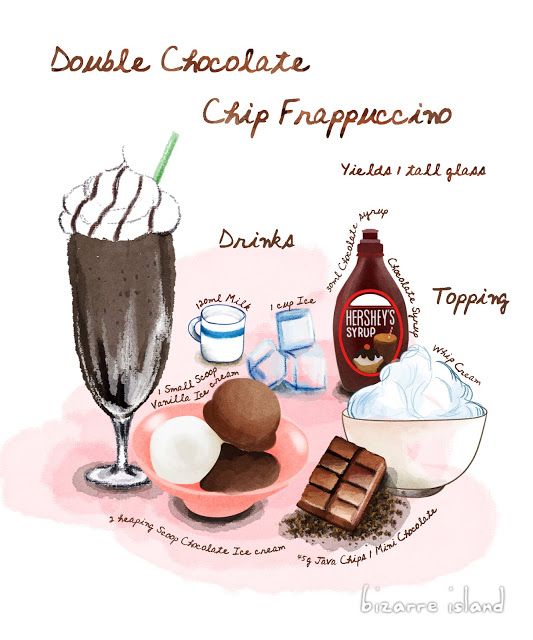 Double Chocolate
Chip Frappuccino
Yields 1 tall glass
Drinks
120ml Milk
1 cup Ice
30ml Chocolate syrup
Chocolate Syrup
Topping
HERSHEY'S
SYRUP
Whip Cream
1 Small Scoop
Vanilla Ice cream
2 heaping Scoop Chocolate Ice cream
45g Java Chips / Mini Chocolate
bizarre island